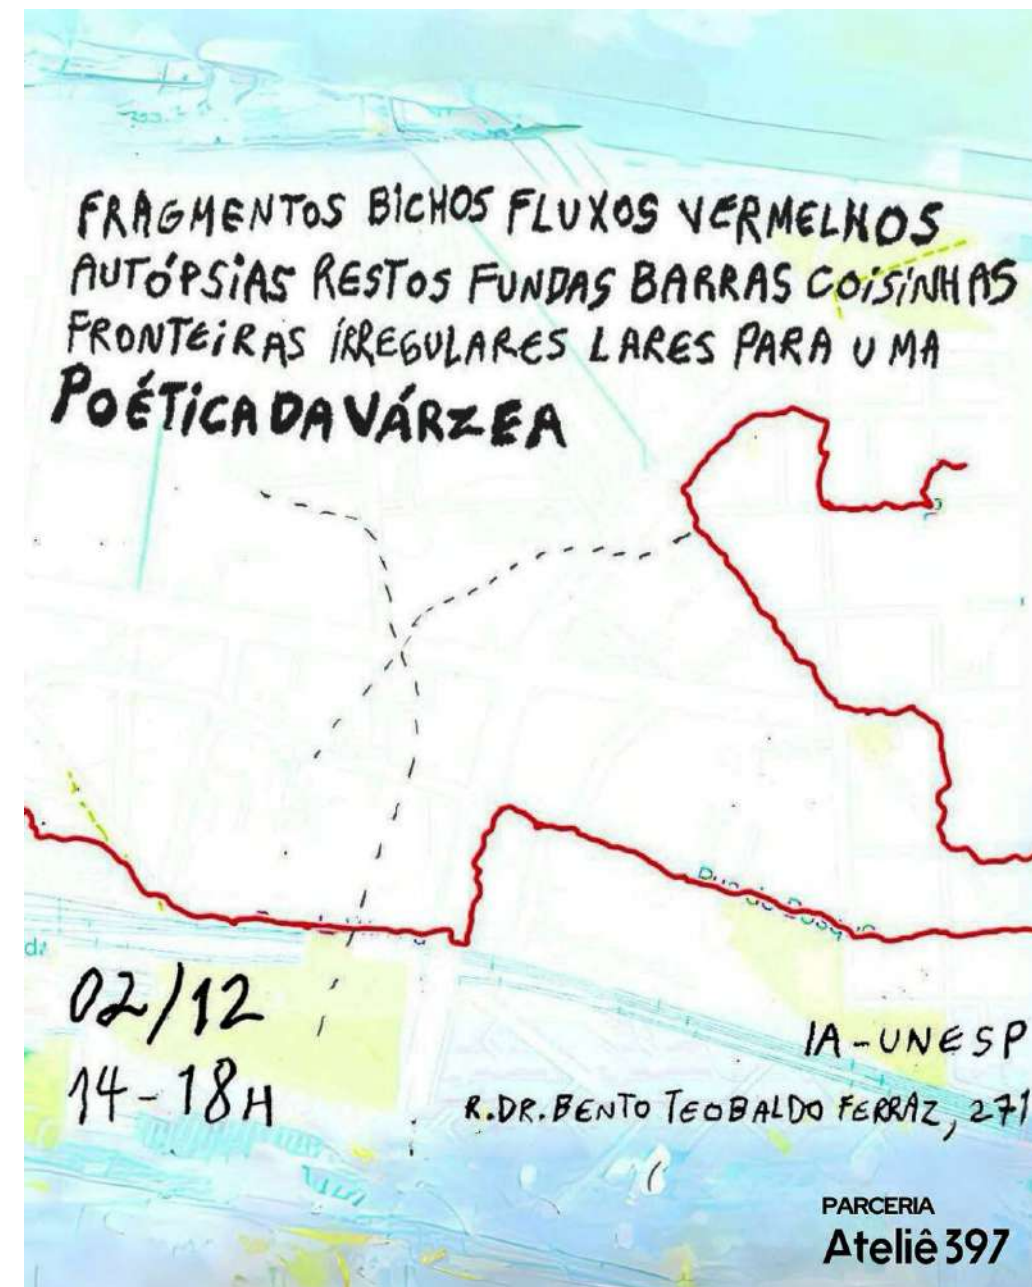 FRAGMENTOS BICHOS FLUXOS VERMELHOS
AUTÓPSIAS RESTOS FUNDAS BARRAS COISINHAS
FRONTEIRAS IRREGULARES LARES PARA UMA
POÉTICA DA VÁRZEA
02/12
14-18H
IA-UNESP
R.DR.BENTO TEOBALDO FERRAZ, 271
PARCERIA
Ateliê 397